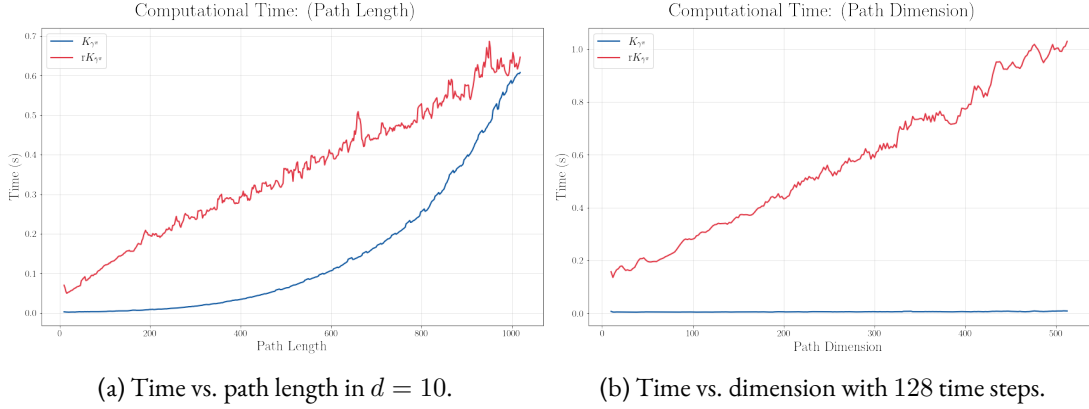 Computational Time: (Path Length)
K_{γ^s}
rK_{γ^s}
Time (s)
0.7
0.6
0.5
0.4
0.3
0.2
0.1
0.0
0
200
400
600
800
1000
Path Length
(a) Time vs. path length in d = 10.
Computational Time: (Path Dimension)
K_{γ^s}
rK_{γ^s}
Time (s)
1.0
0.8
0.6
0.4
0.2
0.0
0
100
200
300
400
500
Path Dimension
(b) Time vs. dimension with 128 time steps.